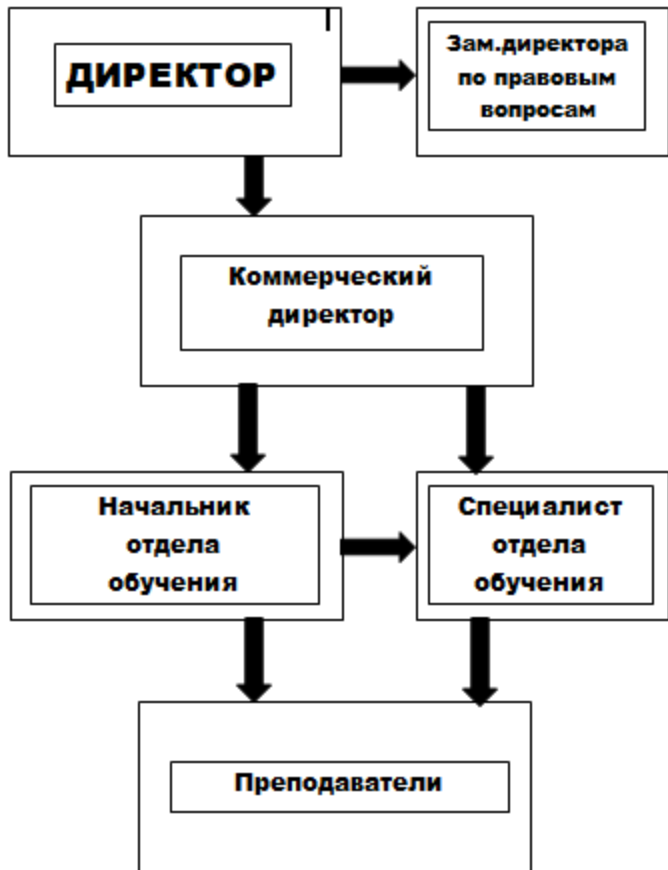 ДИРЕКТОР
Зам.директора
по правовым
вопросам
Коммерческий
директор
Начальник
отдела
обучения
Специалист
отдела
обучения
Преподаватели